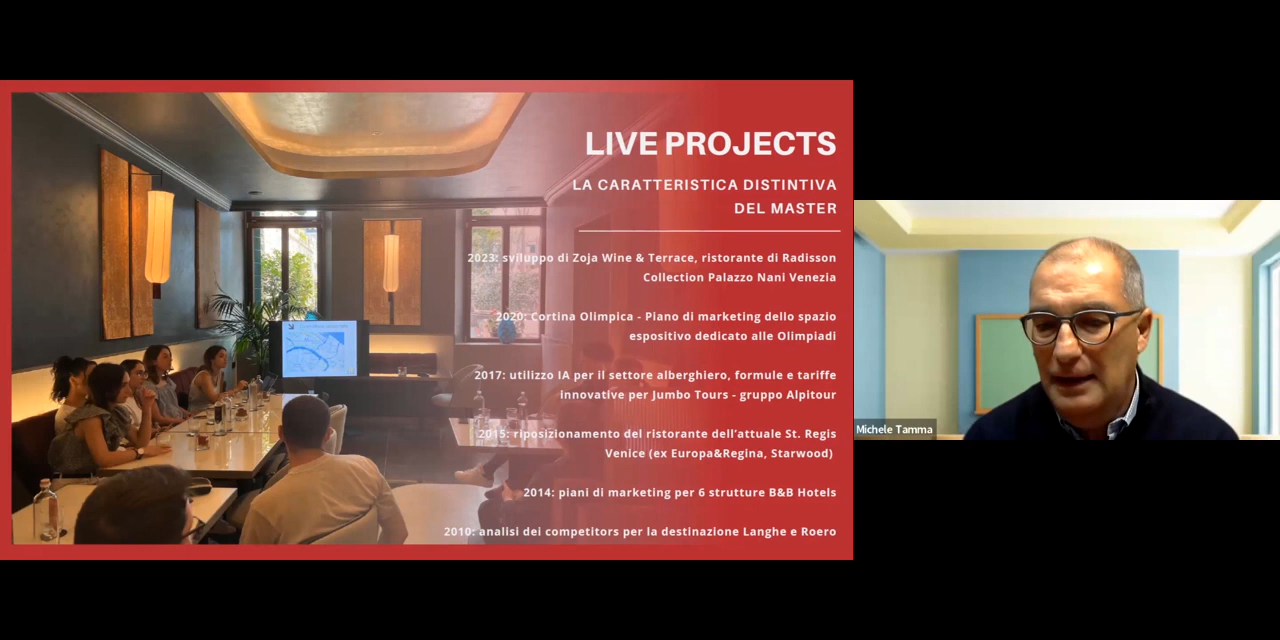 LIVE PROJECTS
LA CARATTERISTICA DISTINTIVA
DEL MASTER
2023: sviluppo di Zoja Wine & Terrace, ristorante di Radisson
Collection Palazzo Nani Venezia
2020: Cortina Olimpica - Piano di marketing dello spazio
espositivo dedicato alle Olimpiadi
2017: utilizzo IA per il settore alberghiero, formule e tariffe
innovative per Jumbo Tours - gruppo Alpitour
2015: riposizionamento del ristorante dell'attuale St. Regis
Venice (ex Europa&Regina, Starwood)
2014: piani di marketing per 6 strutture B&B Hotels
2010: analisi dei competitors per la destinazione Langhe e Roero
Michele Tamma